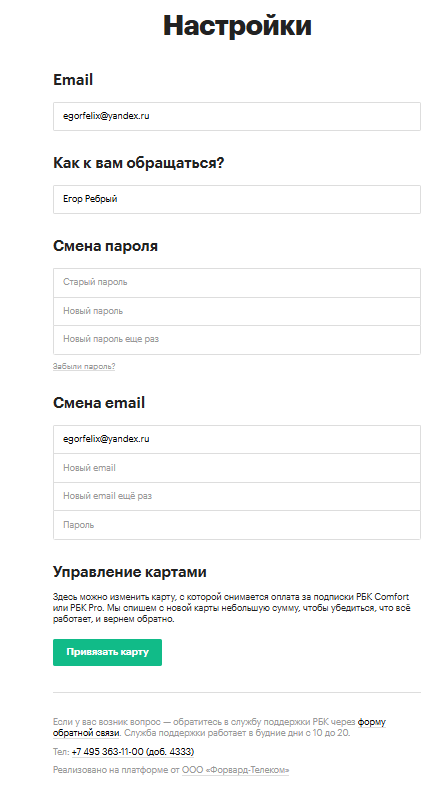 Настройки
Email
egorfelix@yandex.ru
Как к вам обращаться?
Егор Ребрый
Смена пароля
Старый пароль
Новый пароль
Новый пароль еще раз
Забыли пароль?
Смена email
egorfelix@yandex.ru
Новый email
Новый email ещё раз
Пароль
Управление картами
Здесь можно изменить карту, с которой снимается оплата за подписки РБК Comfort
или РБК Pro. Мы спишем с новой карты небольшую сумму, чтобы убедиться, что всё
работает, и вернем обратно.
Привязать карту
Если у вас возник вопрос — обратитесь в службу поддержки РБК через форму
обратной связи. Служба поддержки работает в будние дни с 10 до 20.
Тел: +7 495 363-11-00 (доб. 4333)
Реализовано на платформе от ООО «Форвард-Телеком»